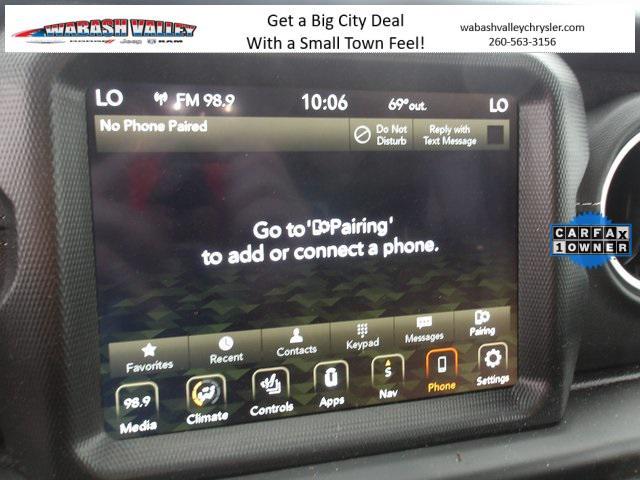 WABASH VALLEY
Jeep RAM
Get a Big City Deal
With a Small Town Feel!
wabashvalleychrysler.com
260-563-3156
LO FM 98.9 10:06 69°out. LO
No Phone Paired
Do Not
Disturb
Reply with
Text Message
Go to 'Pairing'
to add or connect a phone.
CARFAX
1 OWNER
Favorites Recent Contacts Keypad Messages Pairing
98.9
S
Media Climate Controls Apps Nav Phone Settings